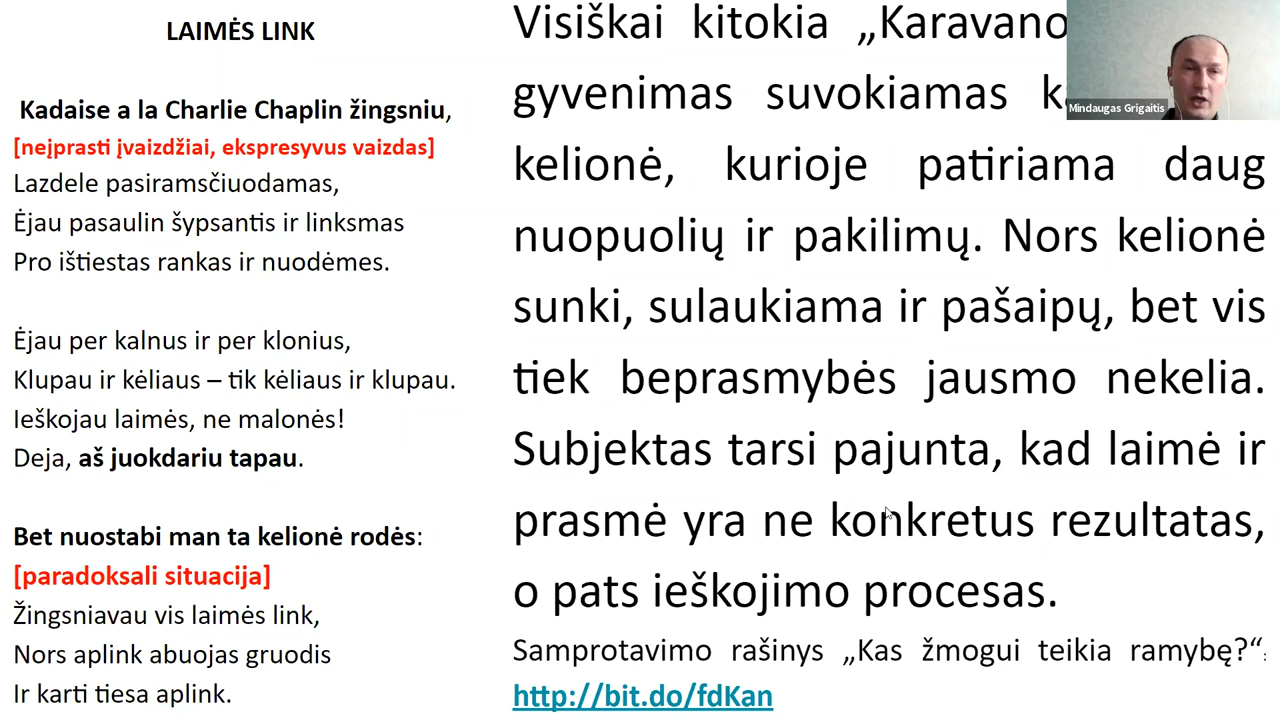 LAIMĖS LINK
Kadaise a la Charlie Chaplin žingsniu,
[neįprasti įvaizdžiai, ekspresyvus vaizdas]
Lazdele pasiramsčiuodamas,
Ėjau pasaulin šypsantis ir linksmas
Pro ištiestas rankas ir nuodėmes.
Ėjau per kalnus ir per klonius,
Klupau ir kėliaus – tik kėliaus ir klupau.
Ieškojau laimės, ne malonės!
Deja, aš juokdariu tapau.
Bet nuostabi man ta kelionė rodės:
[paradoksali situacija]
Žingsniavau vis laimės link,
Nors aplink abuojas gruodis
Ir karti tiesa aplink.
Visiškai kitokia „Karavano
gyvenimas suvokiamas
kelionė, kurioje patiriama daug
nuopuolių ir pakilimų. Nors kelionė
sunki, sulaukiama ir pašaipų, bet vis
tiek beprasmybės jausmo nekelia.
Subjektas tarsi pajunta, kad laimė ir
prasmė yra ne konkretus rezultatas,
o pats ieškojimo procesas.
Samprotavimo rašinys „Kas žmogui teikia ramybę?“
http://bit.do/fdKan
Mindaugas Grigaitis